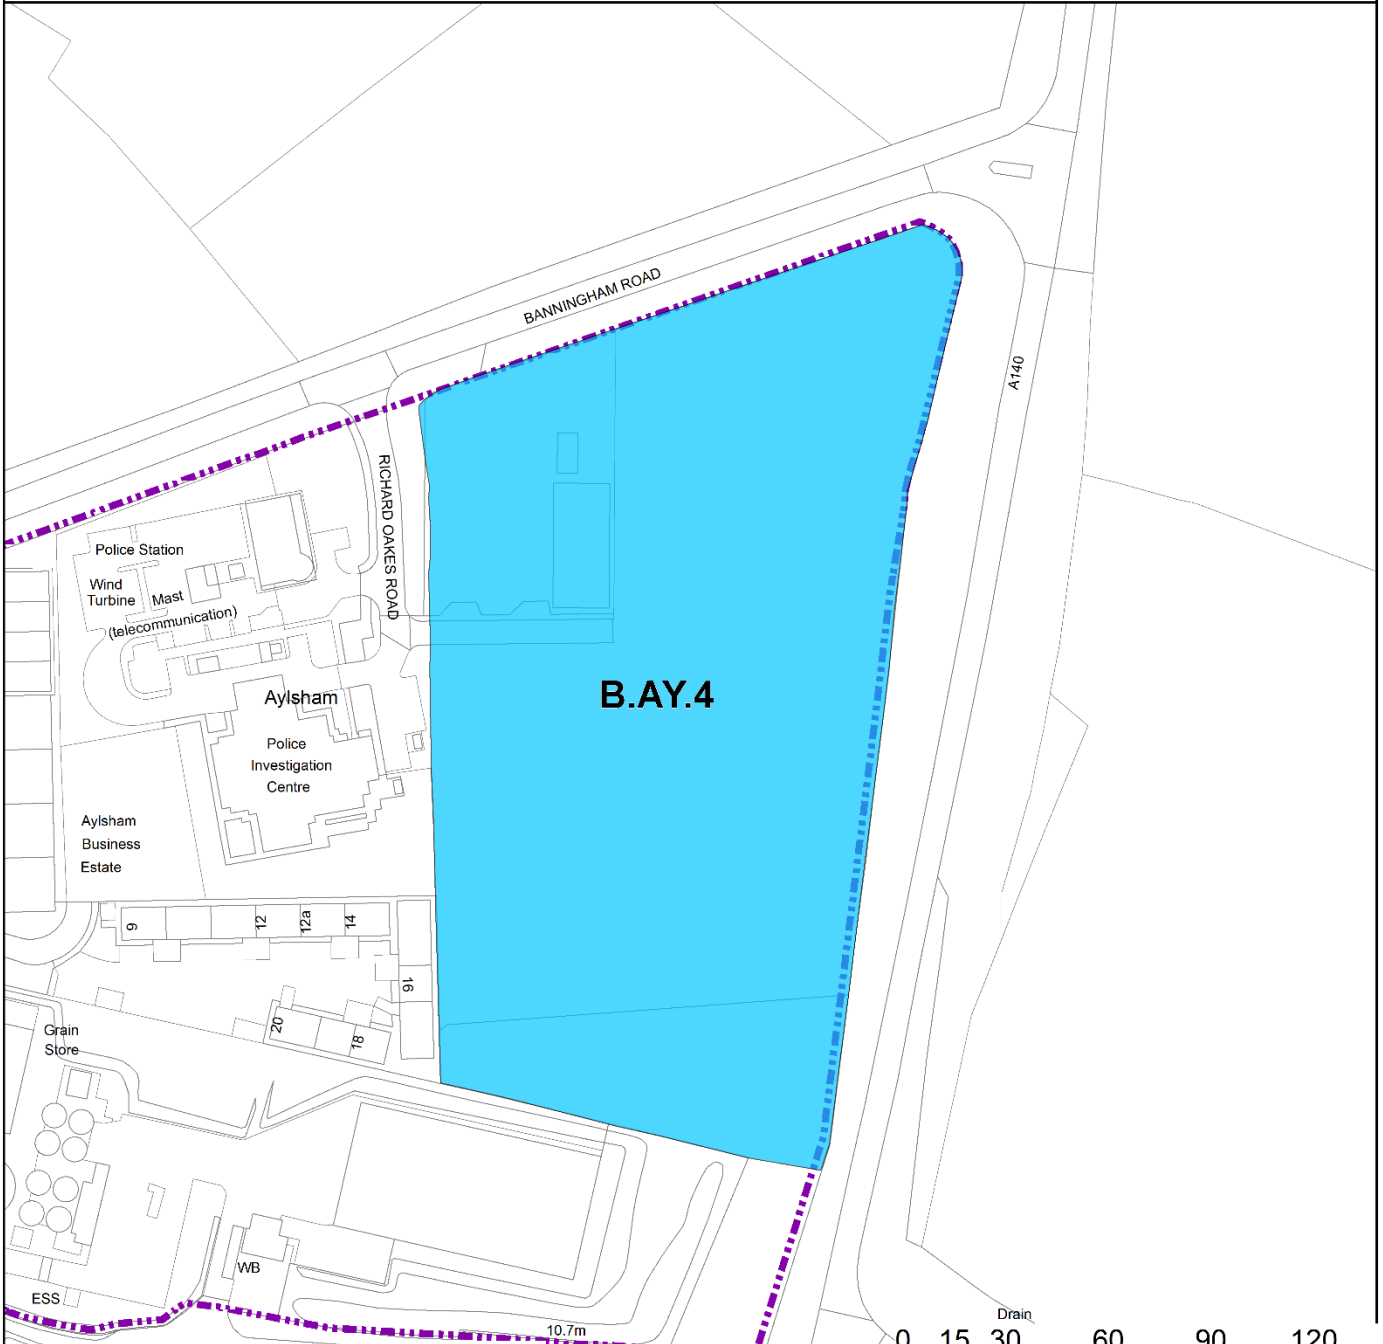 BANNINGHAM ROAD
A140
RICHARD OAKES ROAD
Police Station
Wind
Turbine
Mast
(telecommunication)
Aylsham
B.AY.4
Police
Investigation
Centre
Aylsham
Business
Estate
9
12
12a
14
16
20
18
Grain
Store
WB
ESS
10.7m
Drain
0 15 30 60 90 120